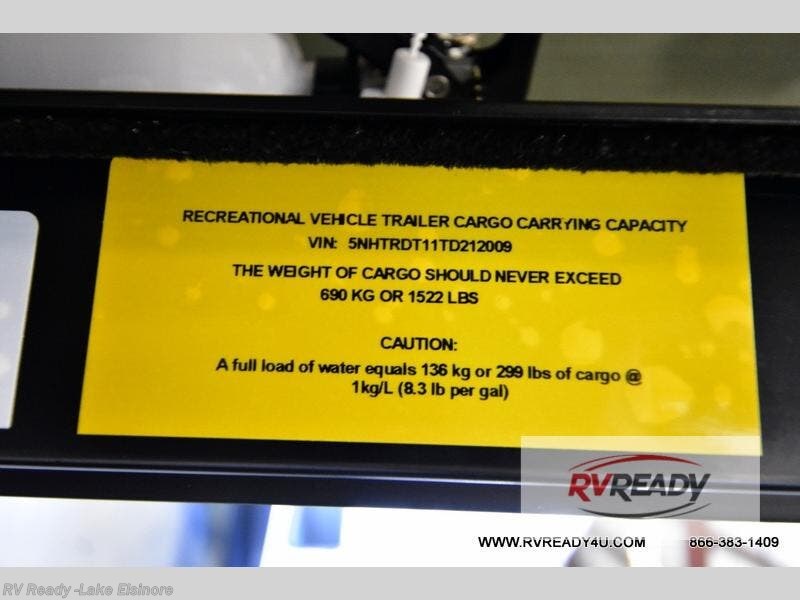 RECREATIONAL VEHICLE TRAILER CARGO CARRYING CAPACITY
VIN: 5NHTRDT11TD212009
THE WEIGHT OF CARGO SHOULD NEVER EXCEED
690 KG OR 1522 LBS
CAUTION:
A full load of water equals 136 kg or 299 lbs of cargo @
1kg/L (8.3 lb per gal)
RVREADY
WWW.RVREADY4U.COM 866-383-1409
RV Ready -Lake Elsinore